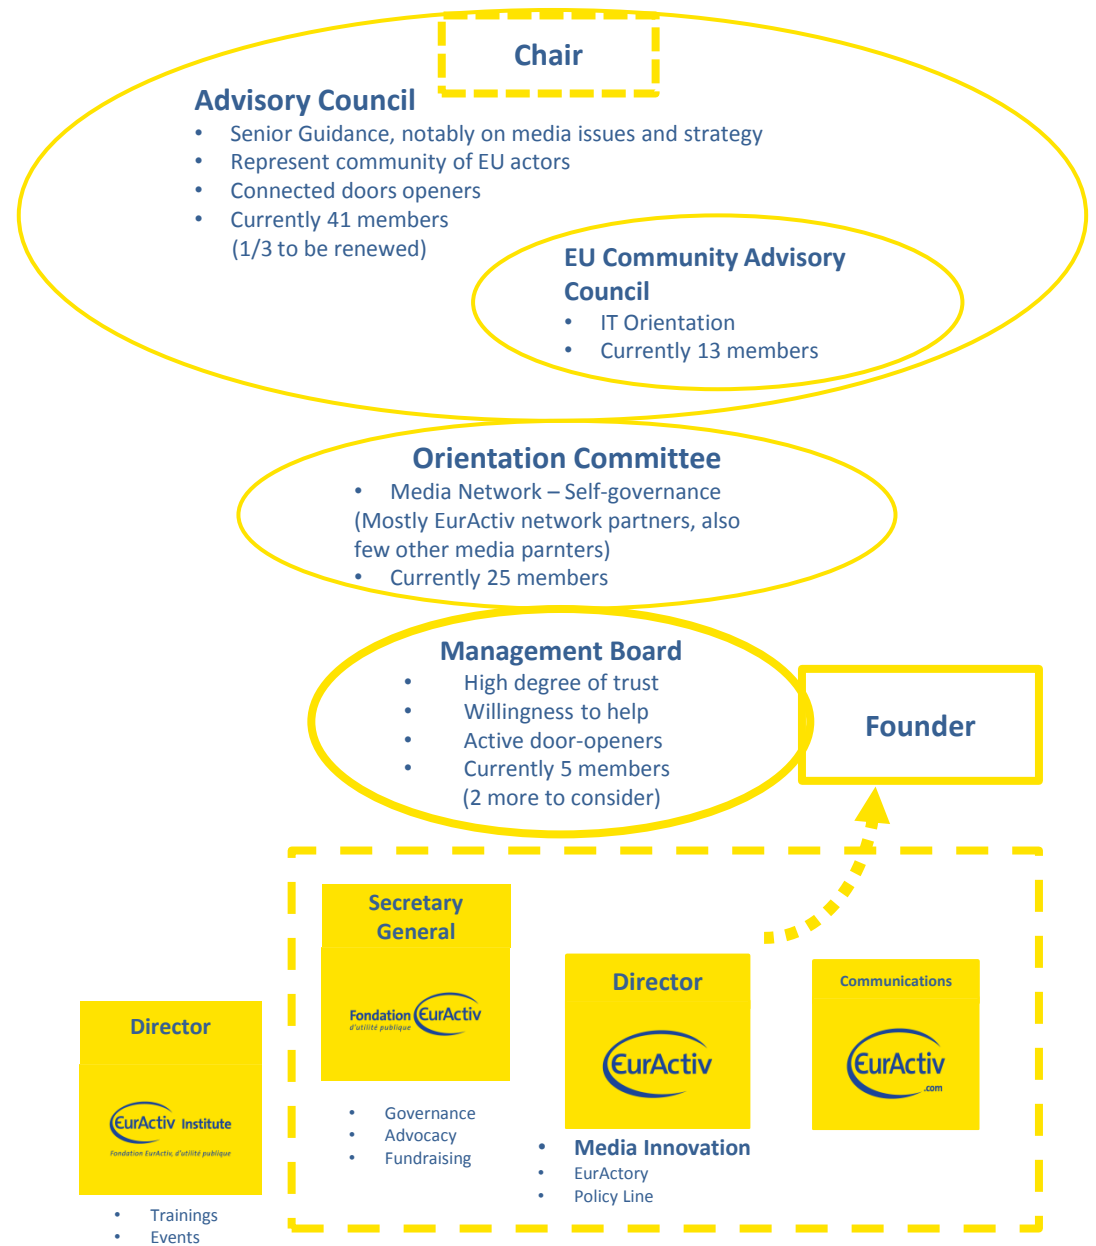 Chair
Advisory Council
• Senior Guidance, notably on media issues and strategy
• Represent community of EU actors
• Connected doors openers
• Currently 41 members
(1/3 to be renewed)
EU Community Advisory
Council
• IT Orientation
• Currently 13 members
Orientation Committee
• Media Network – Self-governance
(Mostly EurActiv network partners, also
few other media parnters)
• Currently 25 members
Management Board
• High degree of trust
• Willingness to help
• Active door-openers
• Currently 5 members
(2 more to consider)
Founder
Secretary
General
Fondation EurActiv
d'utilité publique
• Governance
• Advocacy
• Fundraising
Director
EurActiv
• Media Innovation
• EurActory
• Policy Line
Communications
EurActiv
.com
Director
EurActiv Institute
Fondation EurActiv, d'utilité publique
• Trainings
• Events